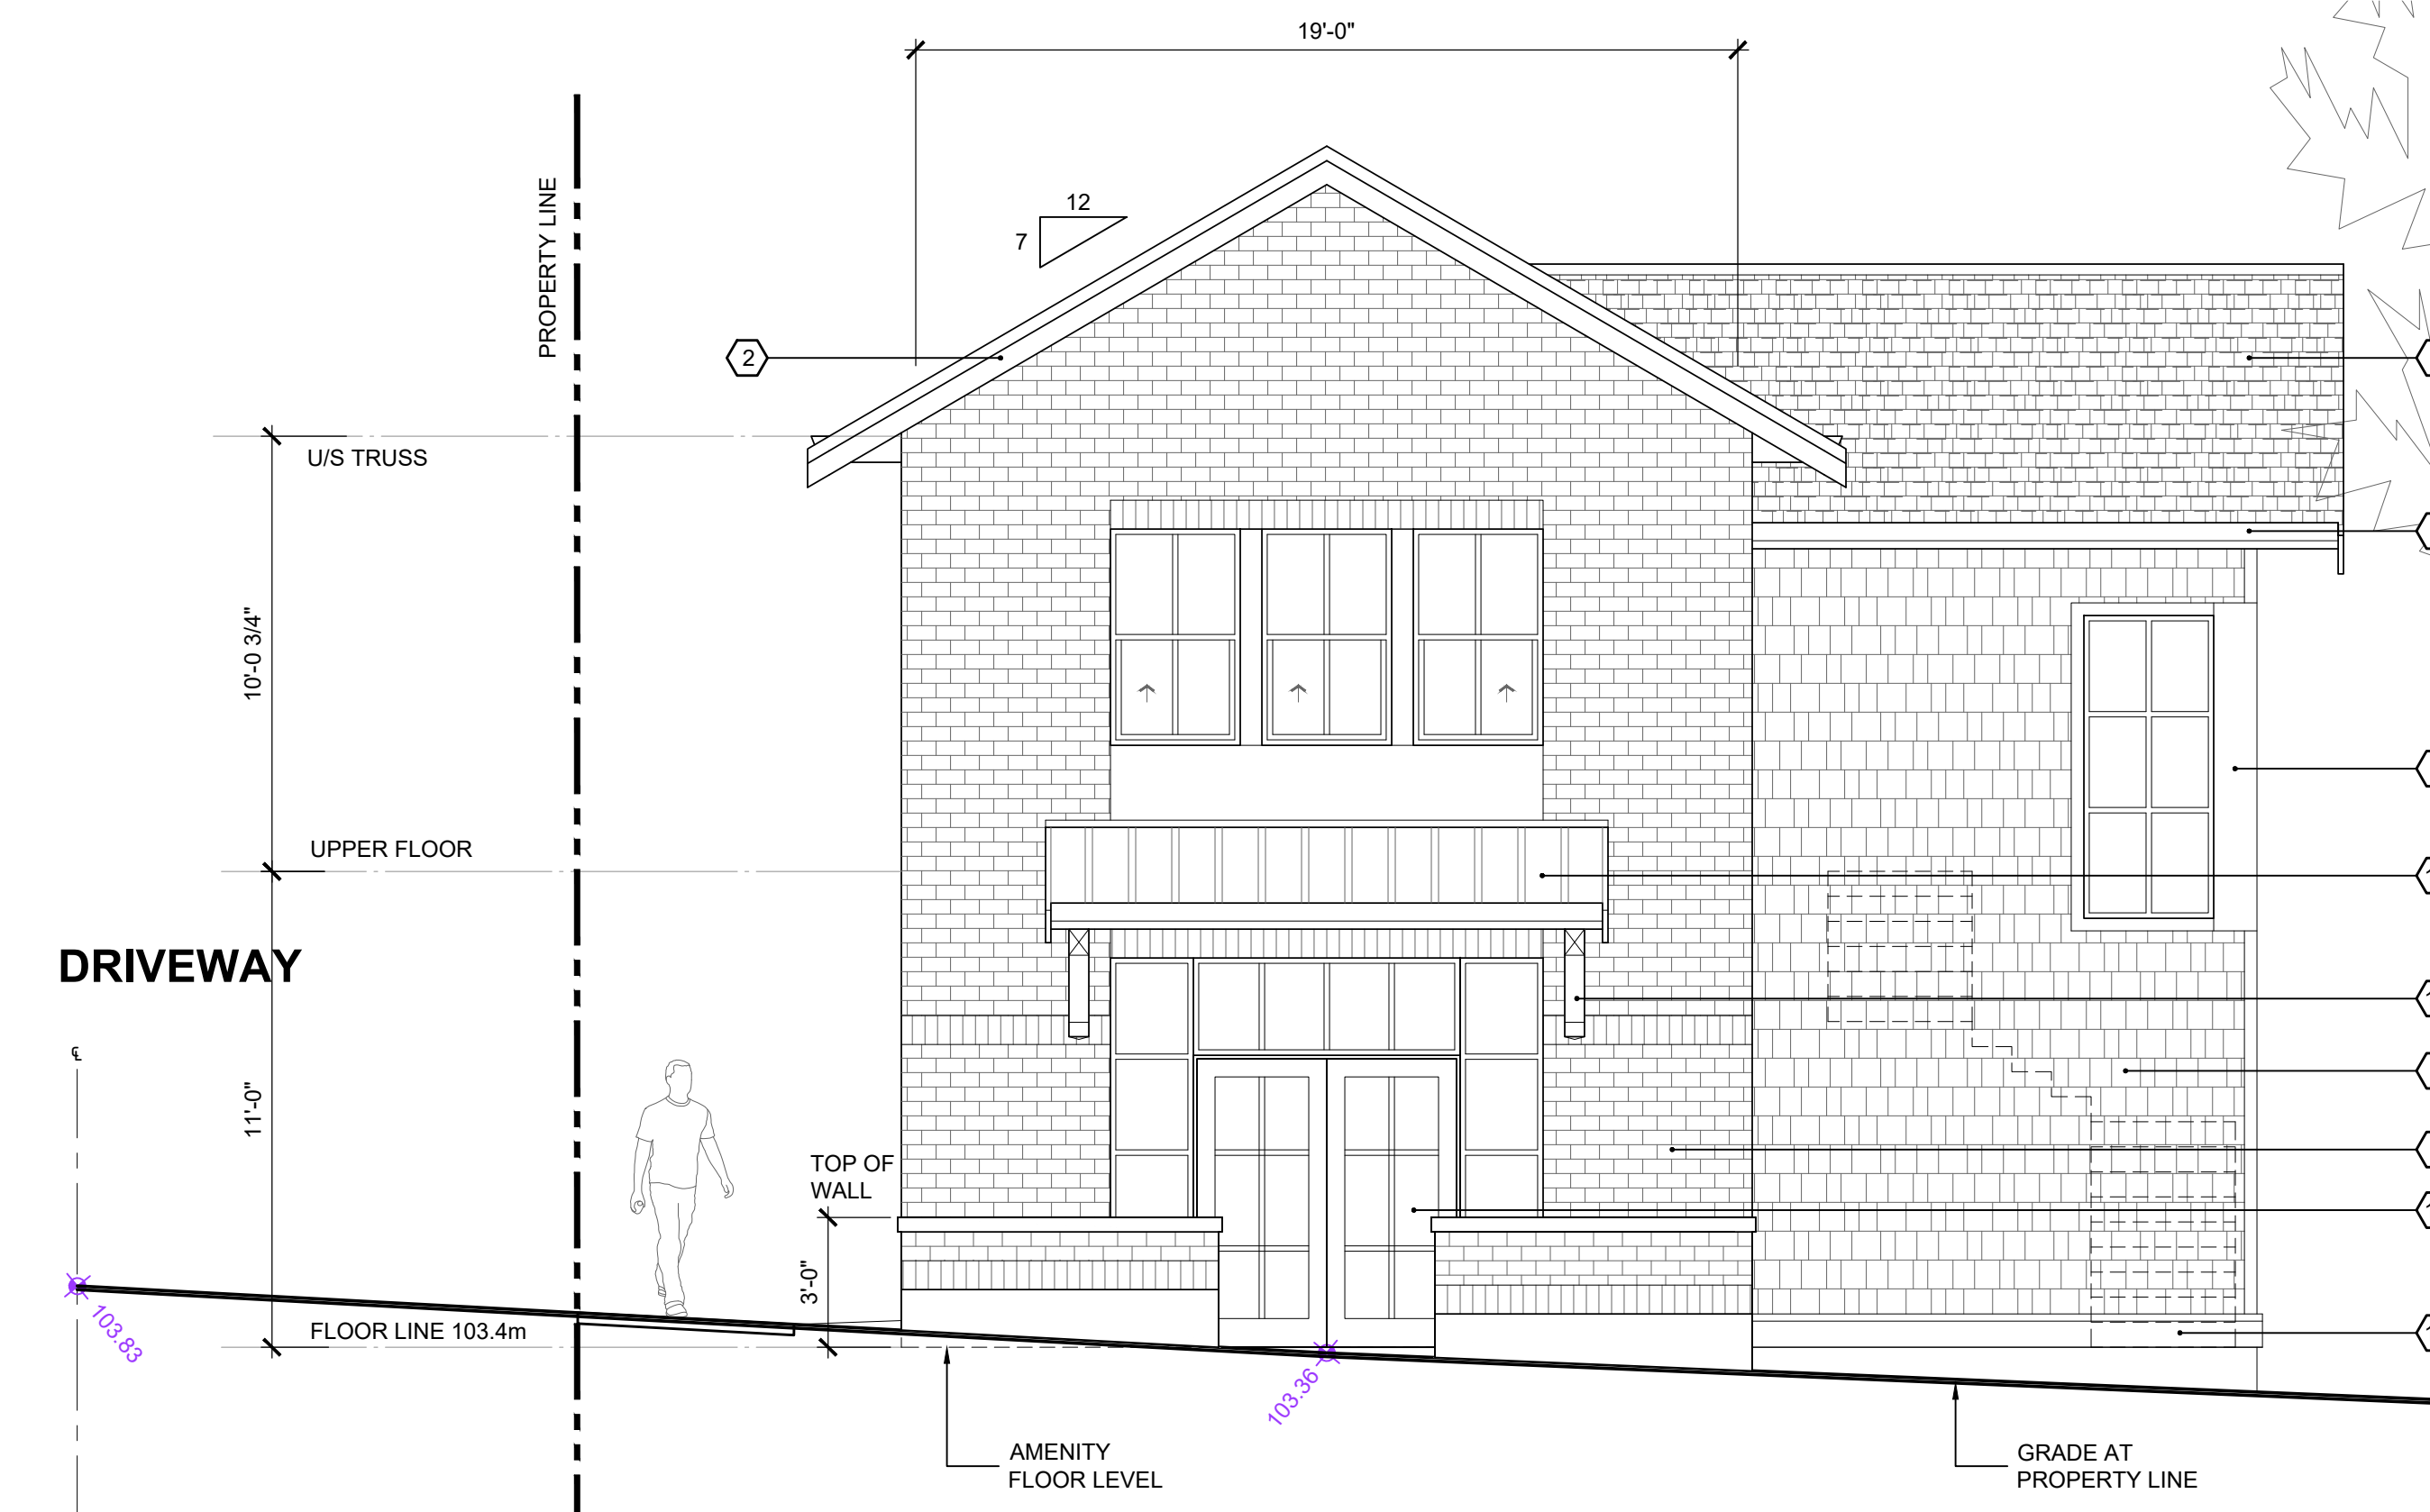 19'-0"
PROPERTY LINE
12
7
2
U/S TRUSS
10'-0 3/4"
UPPER FLOOR
DRIVEWAY
℄
11'-0"
TOP OF
WALL
3'-0"
103.83
FLOOR LINE 103.4m
103.36
AMENITY
FLOOR LEVEL
GRADE AT
PROPERTY LINE